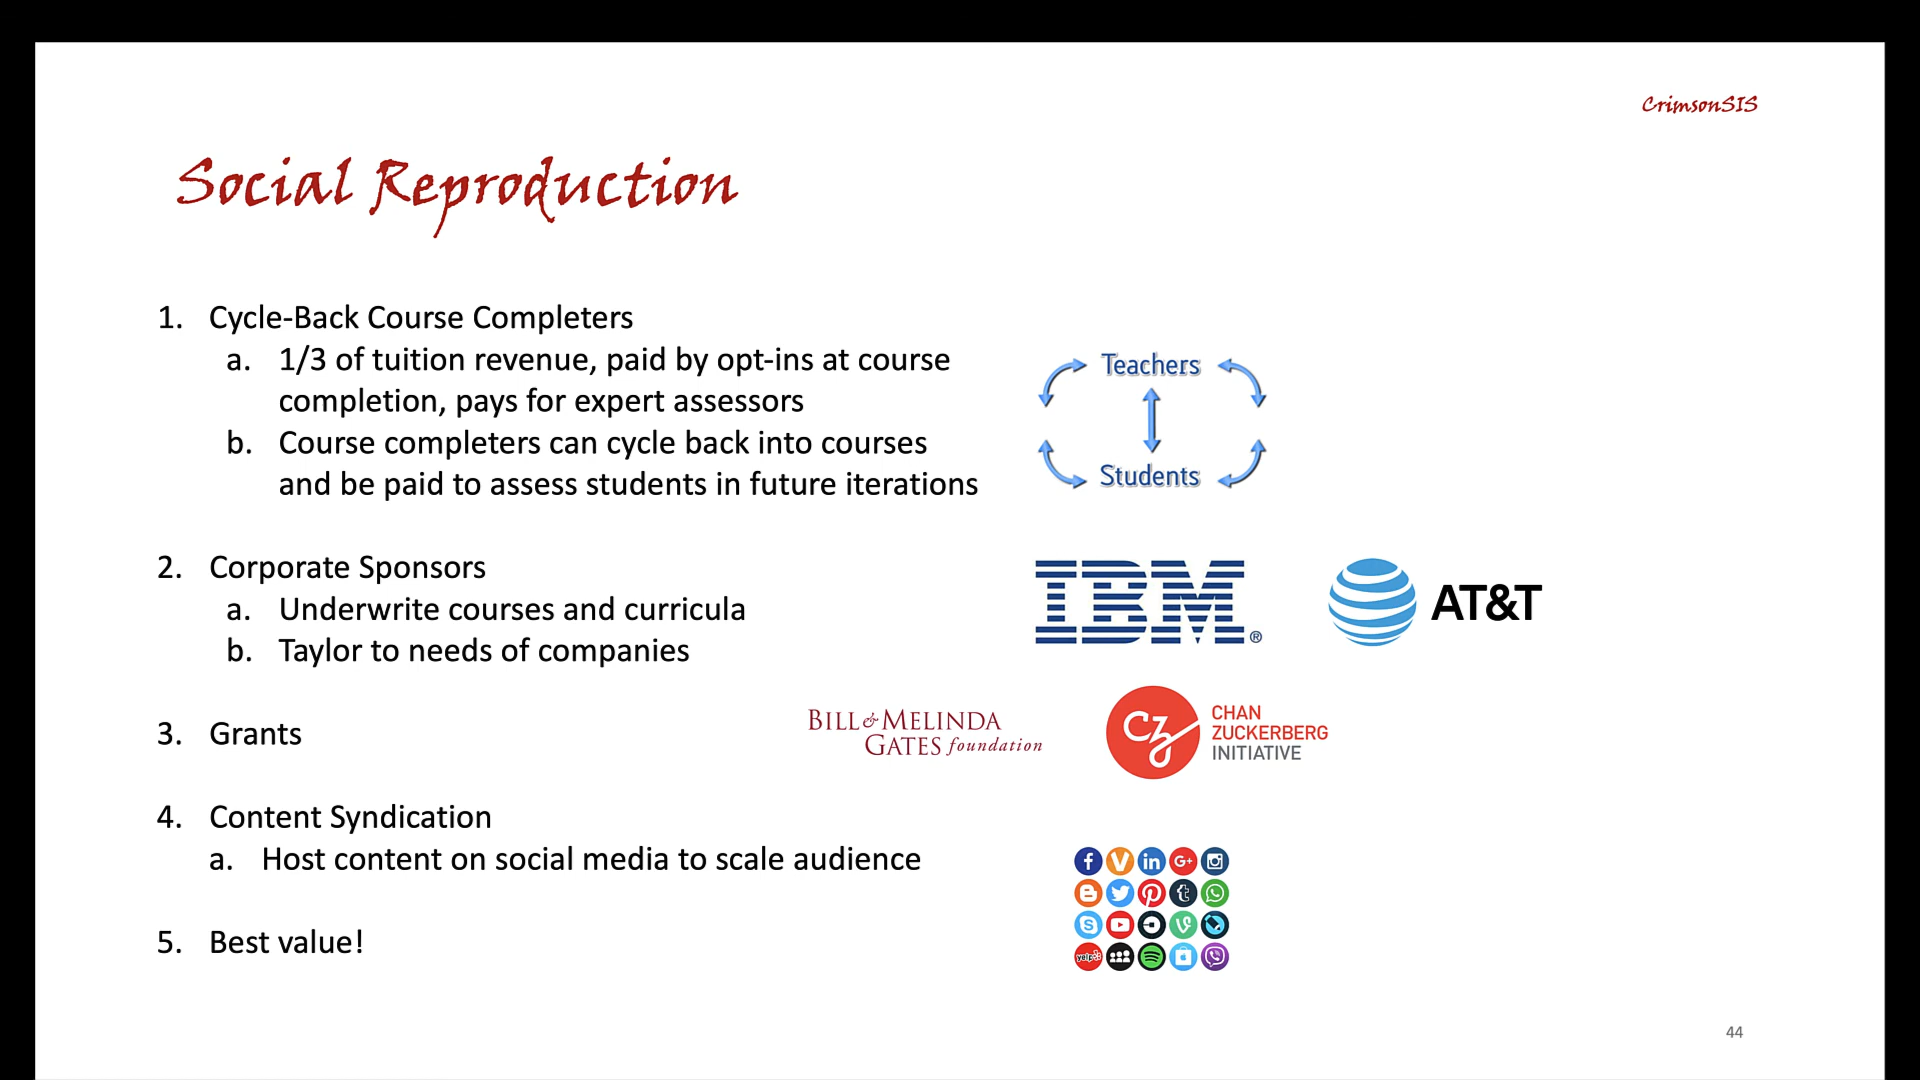 CrimsonSIS
Social Reproduction
1. Cycle-Back Course Completers
a. 1/3 of tuition revenue, paid by opt-ins at course
completion, pays for expert assessors
b. Course completers can cycle back into courses
and be paid to assess students in future iterations
Teachers
Students
2. Corporate Sponsors
a. Underwrite courses and curricula
b. Taylor to needs of companies
IBM®
AT&T
3. Grants
BILL & MELINDA
GATES foundation
CZ
CHAN
ZUCKERBERG
INITIATIVE
4. Content Syndication
a. Host content on social media to scale audience
f V in G+
t
S
yelp
5. Best value!
44